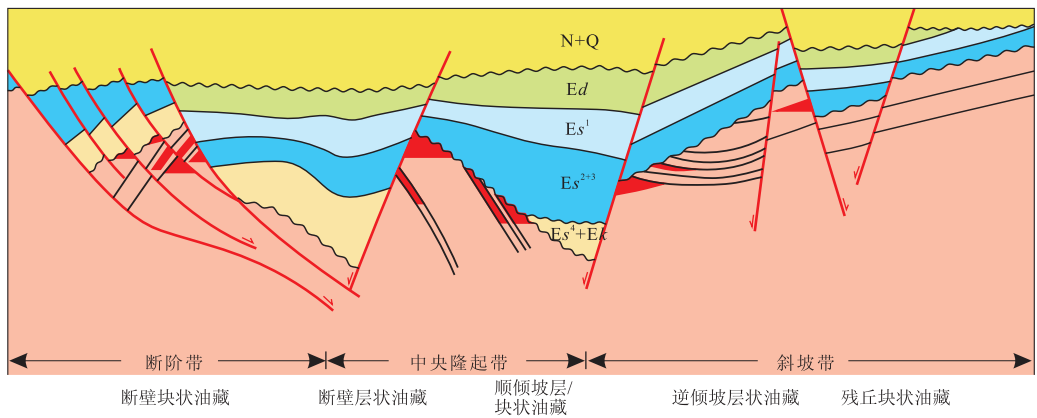 N+Q
Ed
Es¹
Es²⁺³
Es⁴+Ek
断阶带 中央隆起带 斜坡带
断壁块状油藏 断壁层状油藏 顺倾坡层/ 逆倾坡层状油藏 残丘块状油藏
块状油藏